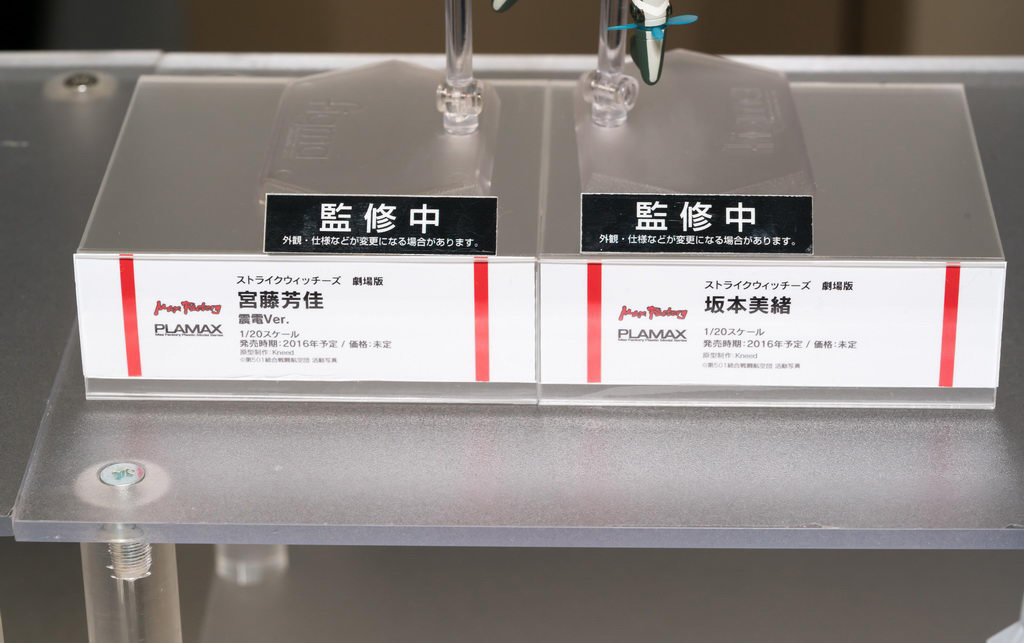 監修中
外観・仕様などが変更になる場合があります。
ストライクウィッチーズ 劇場版
Max Factory
宮藤芳佳
PLAMAX
震電Ver.
1/20スケール
発売時期:2016年予定 / 価格:未定
原型制作:Kneed
©第501統合戦闘航空団 活動写真
監修中
外観・仕様などが変更になる場合があります。
ストライクウィッチーズ 劇場版
Max Factory
坂本美緒
PLAMAX
1/20スケール
発売時期:2016年予定 / 価格:未定
原型制作:Kneed
©第501統合戦闘航空団 活動写真